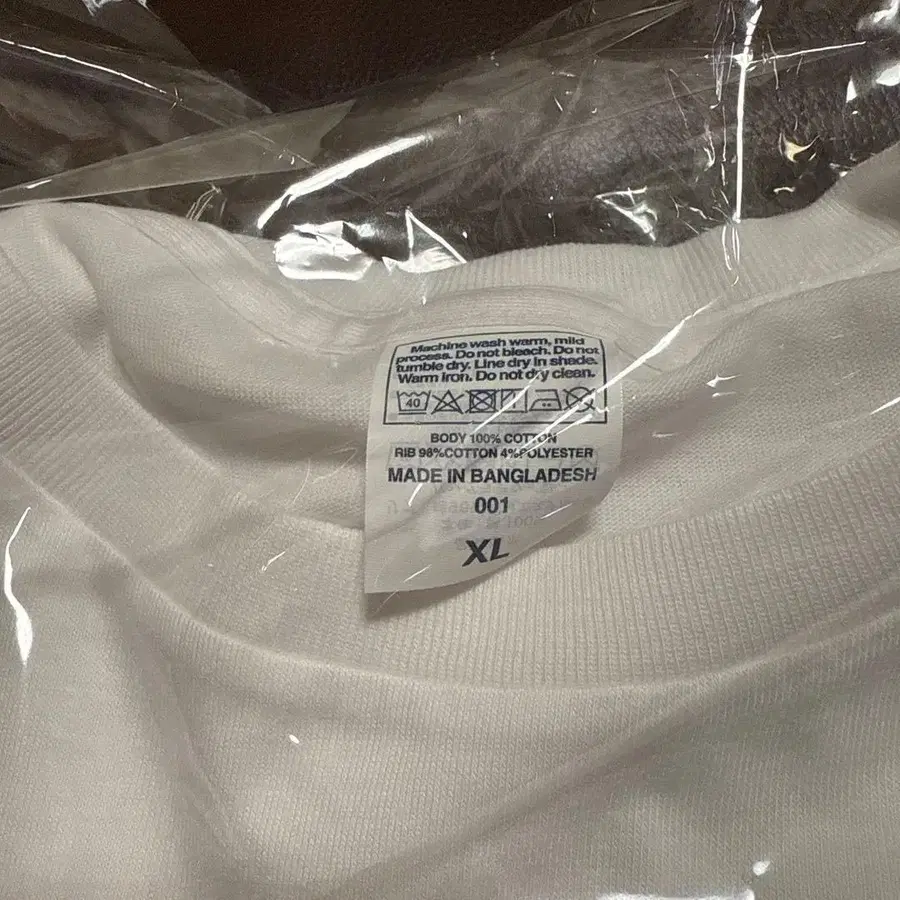 Machine wash warm, mild
process. Do not bleach. Do not
tumble dry. Line dry in shade.
Warm iron. Do not dry clean.
40
BODY 100% COTTON
RIB 96%COTTON 4%POLYESTER
MADE IN BANGLADESH
001
XL